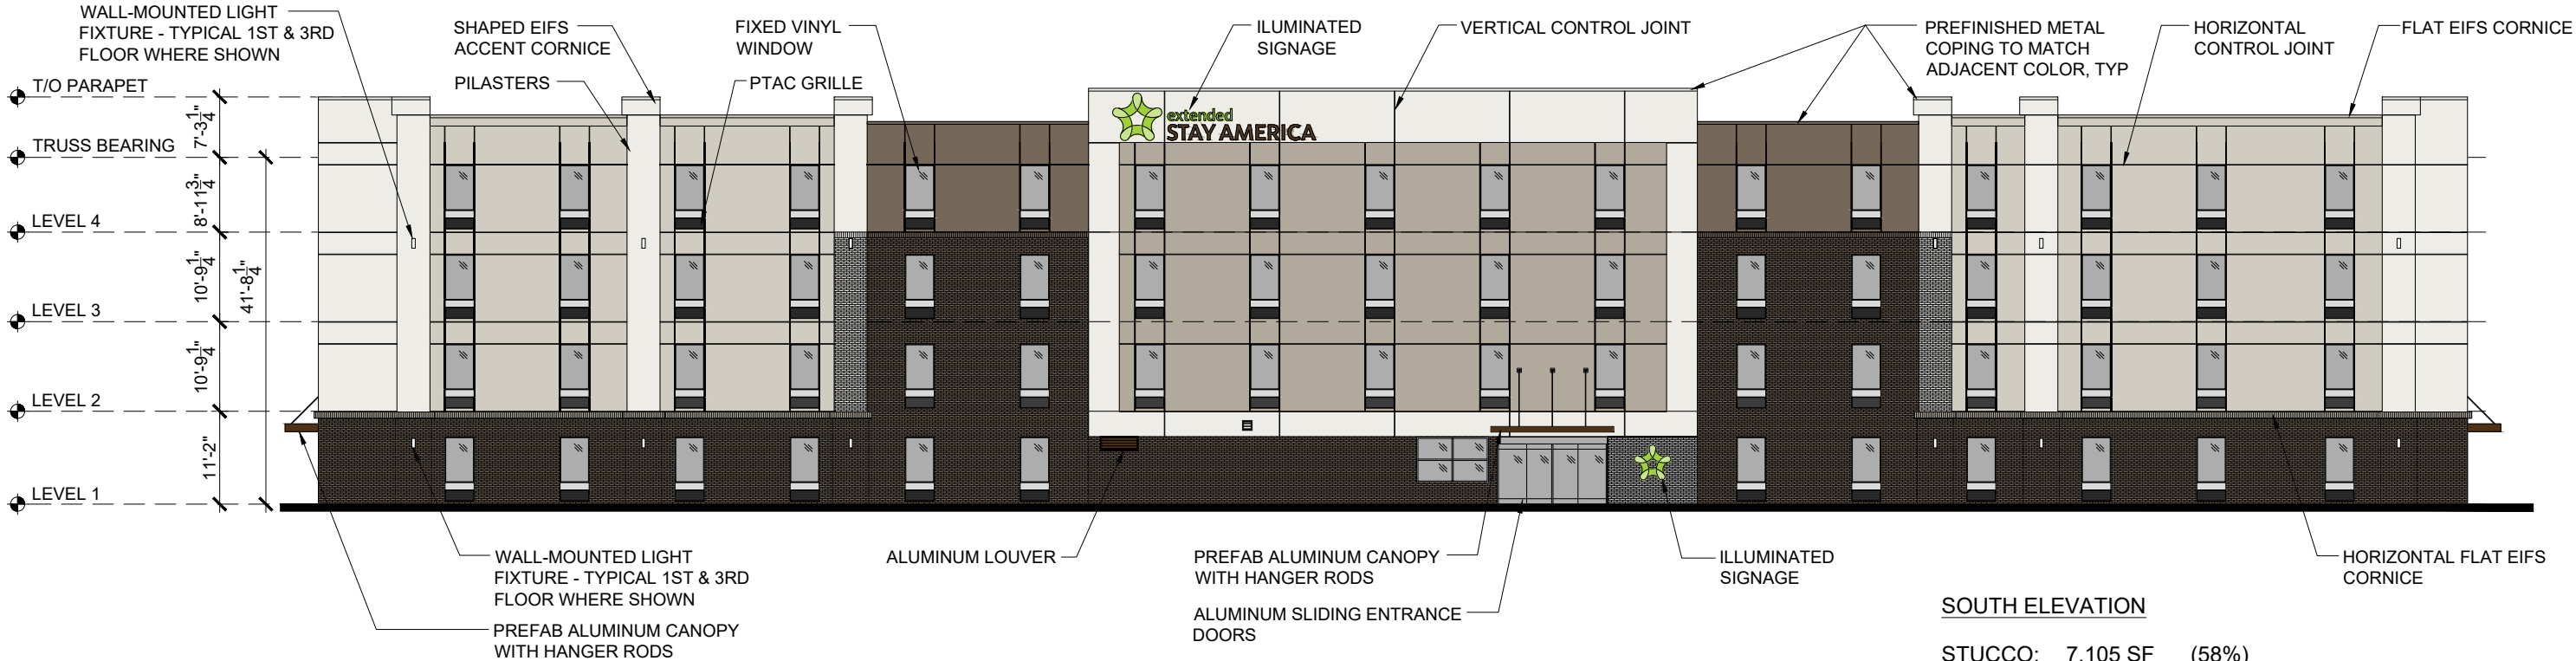 WALL-MOUNTED LIGHT
FIXTURE - TYPICAL 1ST & 3RD
FLOOR WHERE SHOWN
SHAPED EIFS
ACCENT CORNICE
PILASTERS
FIXED VINYL
WINDOW
PTAC GRILLE
ILUMINATED
SIGNAGE
VERTICAL CONTROL JOINT
PREFINISHED METAL
COPING TO MATCH
ADJACENT COLOR, TYP
HORIZONTAL
CONTROL JOINT
FLAT EIFS CORNICE
T/O PARAPET
7'-3 1/4"
TRUSS BEARING
8'-1 3/4"
LEVEL 4
10'-9 1/4"
41'-8 1/4"
LEVEL 3
10'-9 1/4"
LEVEL 2
11'-2"
LEVEL 1
extended
STAY AMERICA
WALL-MOUNTED LIGHT
FIXTURE - TYPICAL 1ST & 3RD
FLOOR WHERE SHOWN
PREFAB ALUMINUM CANOPY
WITH HANGER RODS
ALUMINUM LOUVER
PREFAB ALUMINUM CANOPY
WITH HANGER RODS
ALUMINUM SLIDING ENTRANCE
DOORS
ILLUMINATED
SIGNAGE
HORIZONTAL FLAT EIFS
CORNICE
SOUTH ELEVATION
STUCCO: 7,105 SF (58%)